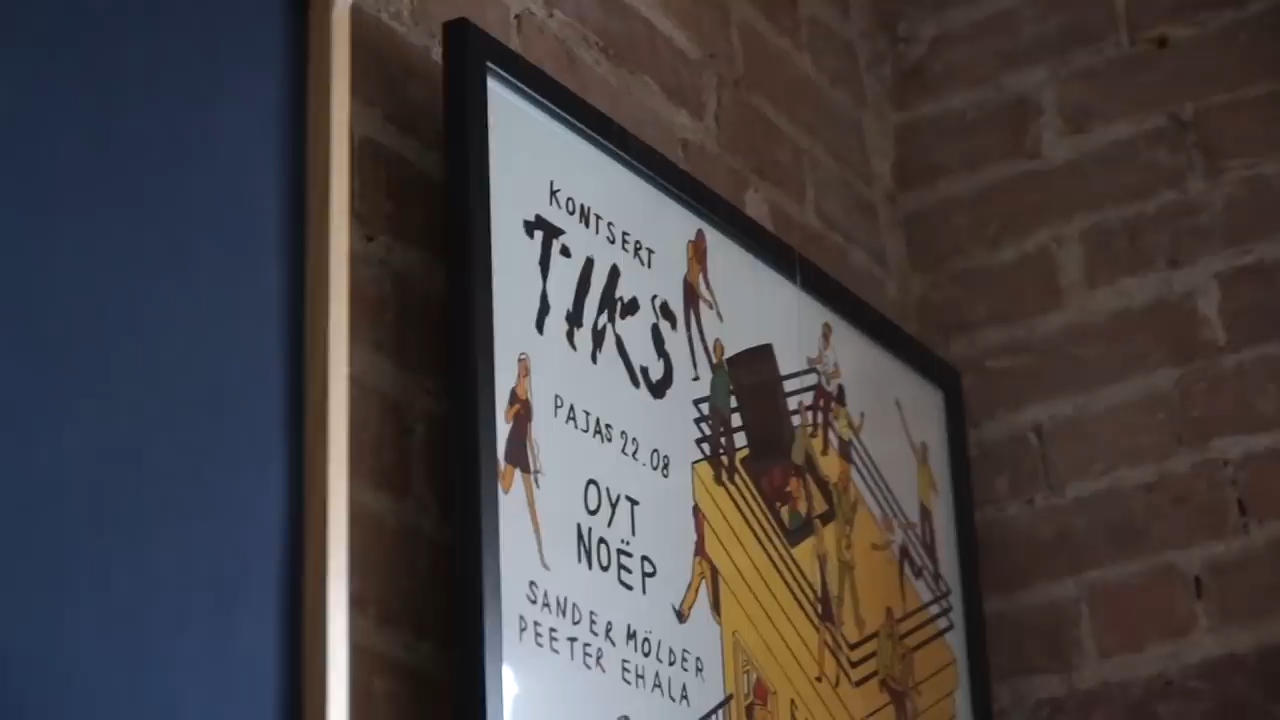 KONTSERT
TIKS
PAJAS 22.08
OYT
NOËP
SANDER MÖLDER
PEETER EHALA